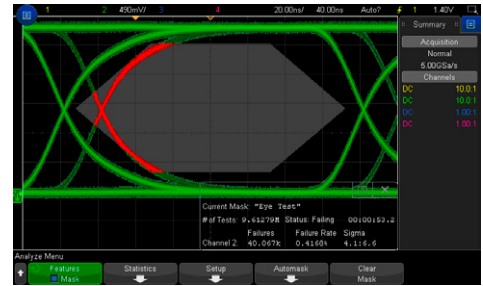 1 2 490mV/ 3 4 20.00ns/ 40.00ns Auto? 1 1.40V
Summary
Acquisition
Normal
5.00GSa/s
Channels
DC 10.0:1
DC 10.0:1
DC 1.00:1
DC 1.00:1
Current Mask: "Eye Test"
# of Tests: 9.61279M Status: Failing 00:00:53.2
Failures Failure Rate Sigma
Channel 2: 40.067k 0.4168% 4.1:6.6
Analyze Menu
Features
Mask
Statistics
Setup
Automask
Clear
Mask